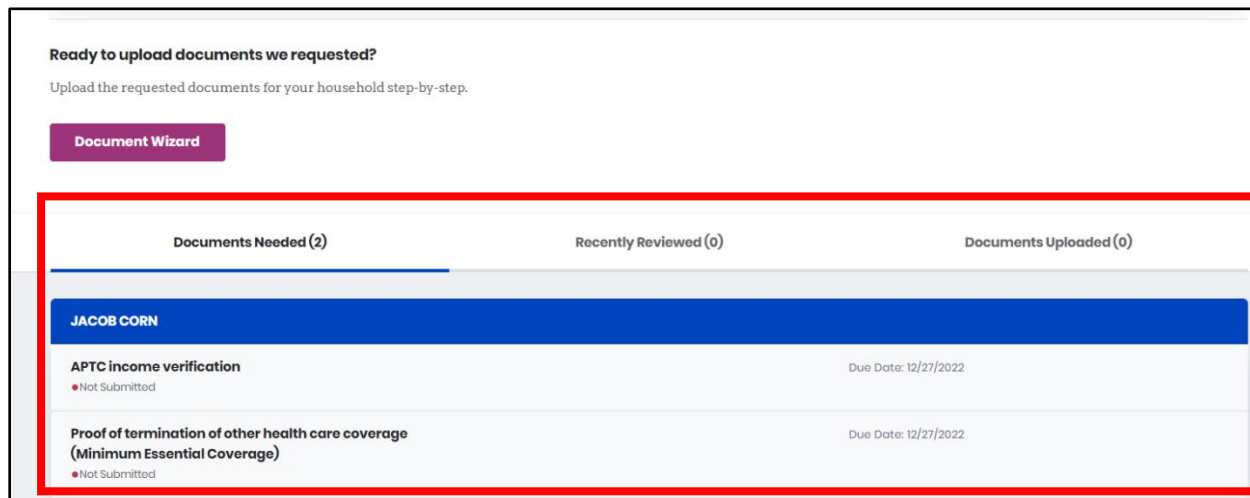 Ready to upload documents we requested?
Upload the requested documents for your household step-by-step.
Document Wizard
Documents Needed (2)
Recently Reviewed (0)
Documents Uploaded (0)
JACOB CORN
APTC income verification
Due Date: 12/27/2022
Not Submitted
Proof of termination of other health care coverage
Due Date: 12/27/2022
(Minimum Essential Coverage)
Not Submitted